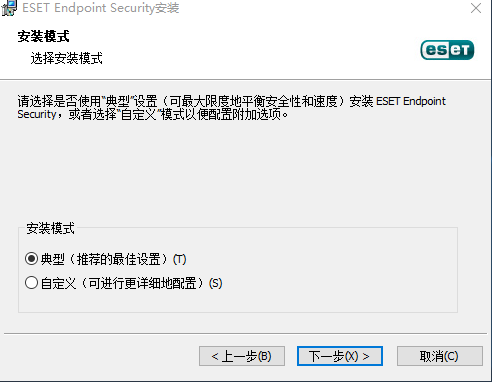 ESET Endpoint Security安装
安装模式
选择安装模式
eset
请选择是否使用“典型”设置（可最大限度地平衡安全性和速度）安装 ESET Endpoint
Security，或者选择“自定义”模式以便配置附加选项。
安装模式
典型（推荐的最佳设置）(T)
自定义（可进行更详细地配置）(S)
< 上一步(B)
下一步(X) >
取消(C)